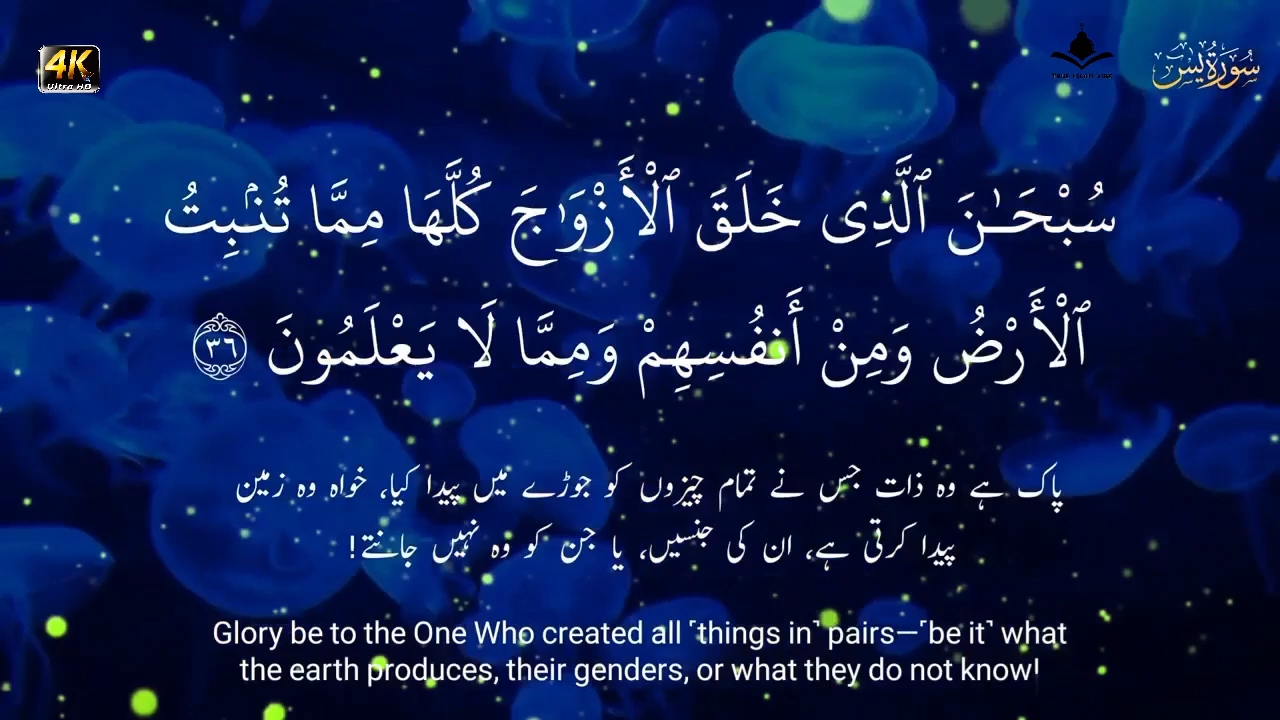 4K
Ultra HD
سُورَةُ يس
سُبْحَـٰنَ ٱلَّذِى خَلَقَ ٱلْأَزْوَٰجَ كُلَّهَا مِمَّا تُنۢبِتُ
ٱلْأَرْضُ وَمِنْ أَنفُسِهِمْ وَمِمَّا لَا يَعْلَمُونَ ٣٦
پاک ہے وہ ذات جس نے تمام چیزوں کو جوڑے میں پیدا کیا، خواہ وہ زمین
پیدا کرتی ہے، ان کی جنسیں، یا جن کو وہ نہیں جانتے!
Glory be to the One Who created all ˹things in˺ pairs—˹be it˺ what
the earth produces, their genders, or what they do not know!